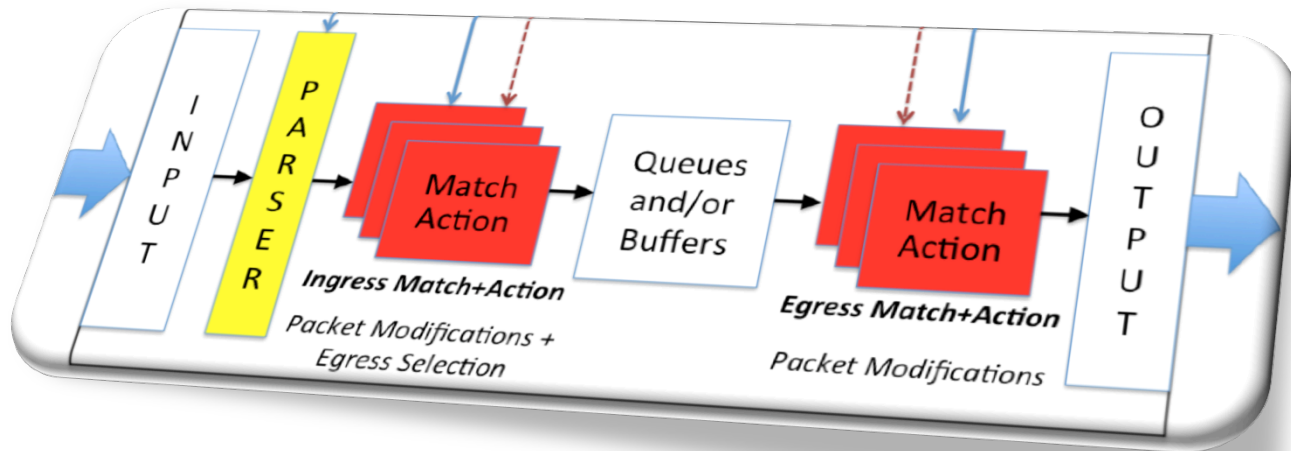 INPUT
PARSER
Match
Action
Ingress Match+Action
Packet Modifications +
Egress Selection
Queues
and/or
Buffers
Match
Action
Egress Match+Action
Packet Modifications
OUTPUT